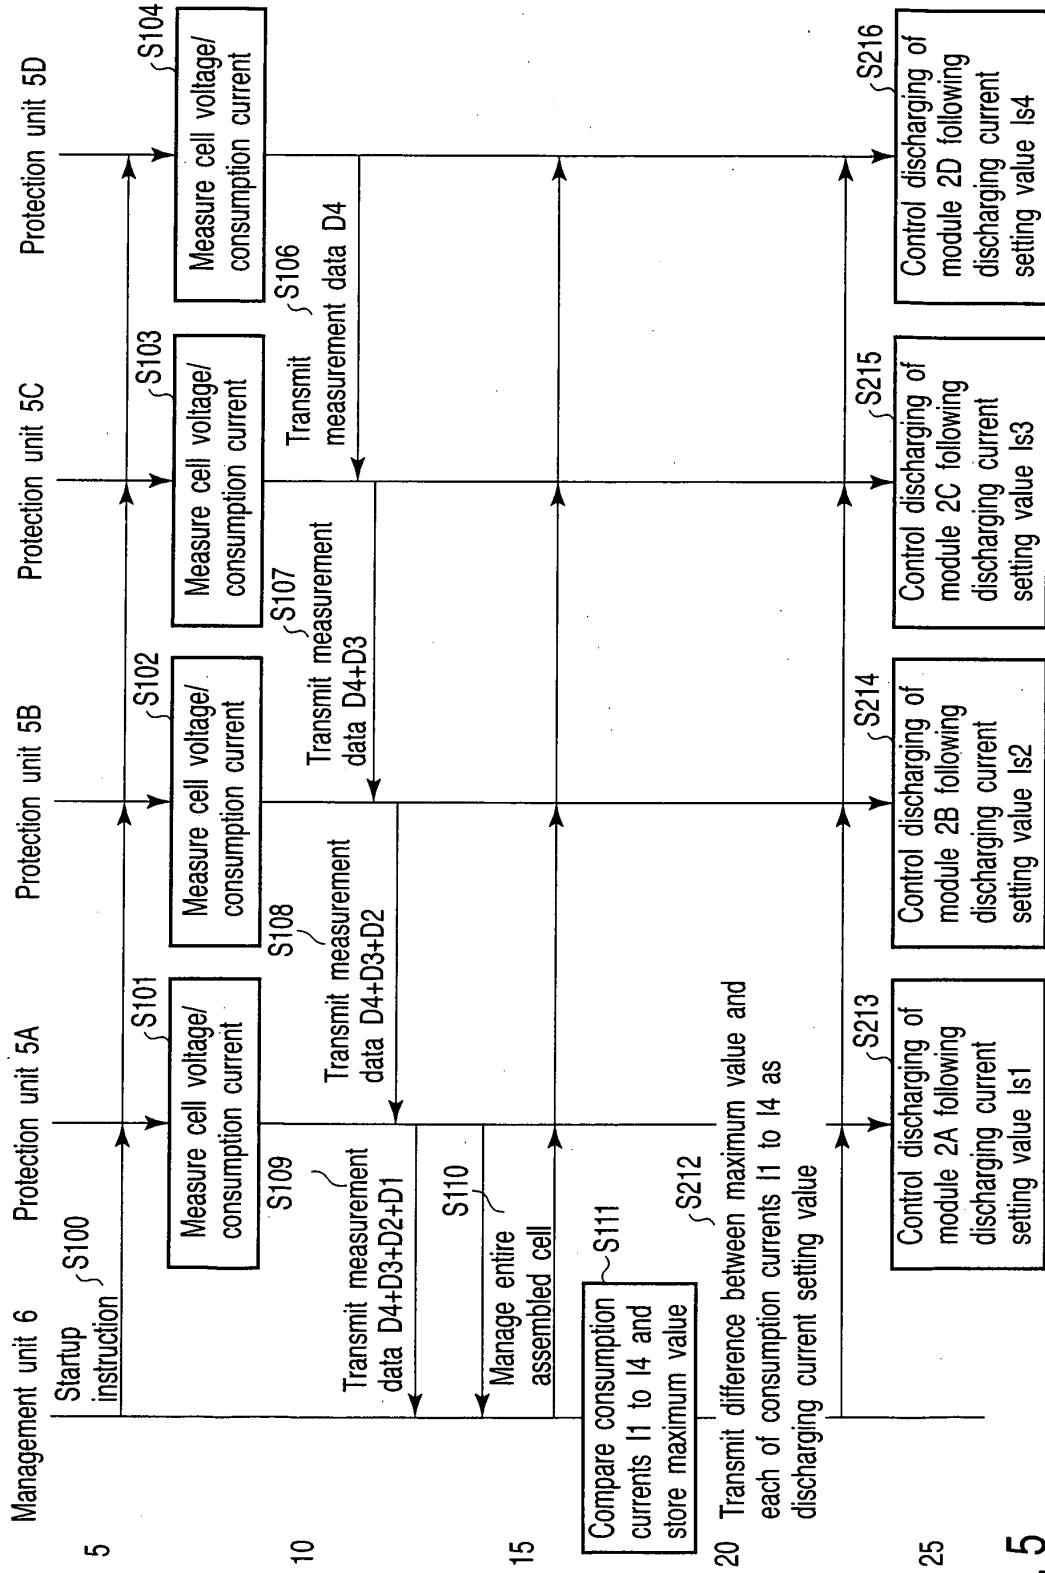 Management unit 6
Protection unit 5A
Protection unit 5B
Protection unit 5C
Protection unit 5D
5
Startup
instruction
S100
S101
Measure cell voltage/
consumption current
S102
Measure cell voltage/
consumption current
S103
Measure cell voltage/
consumption current
S104
Measure cell voltage/
consumption current
10
S106
Transmit
measurement data D4
S107
Transmit measurement
data D4+D3
S108
Transmit measurement
data D4+D3+D2
S109
Transmit measurement
data D4+D3+D2+D1
S110
Manage entire
assembled cell
15
S111
Compare consumption
currents I1 to I4 and
store maximum value
S212
20
Transmit difference between maximum value and
each of consumption currents I1 to I4 as
discharging current setting value
25
S213
Control discharging of
module 2A following
discharging current
setting value Is1
S214
Control discharging of
module 2B following
discharging current
setting value Is2
S215
Control discharging of
module 2C following
discharging current
setting value Is3
S216
Control discharging of
module 2D following
discharging current
setting value Is4
. 5